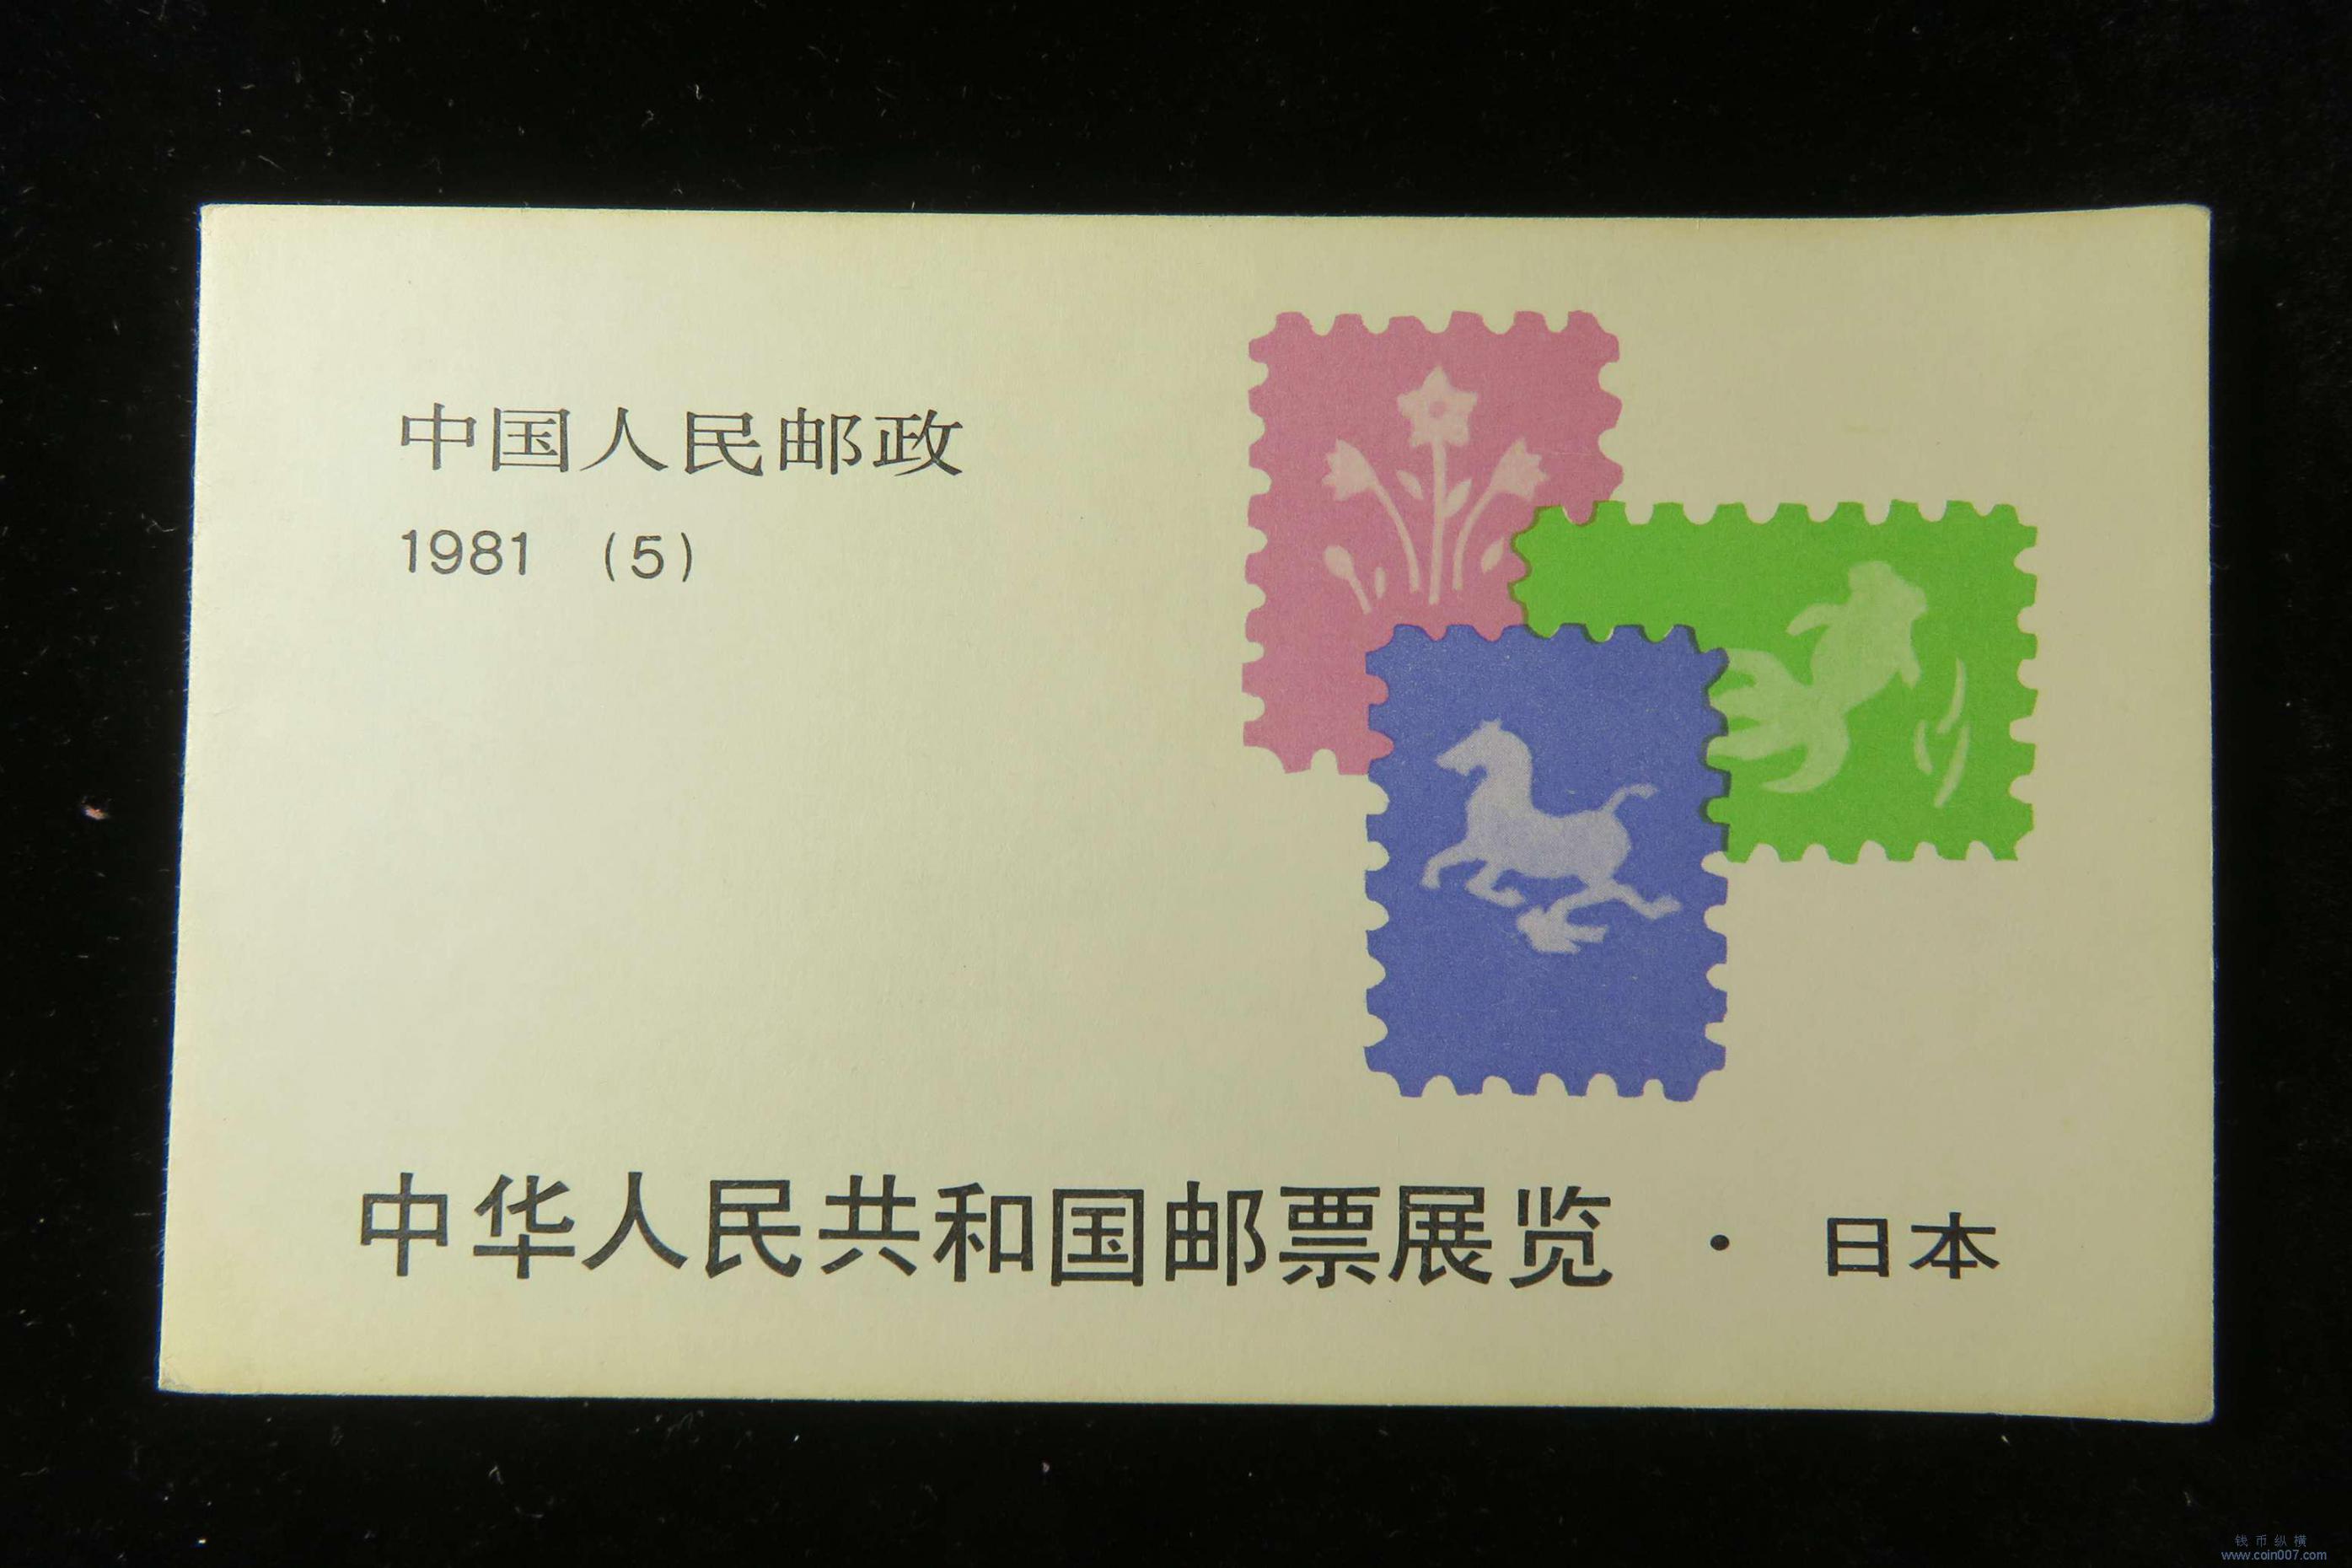 中国人民邮政
1981 (5)
中华人民共和国邮票展览 · 日本
钱币纵横
www.coin007.com